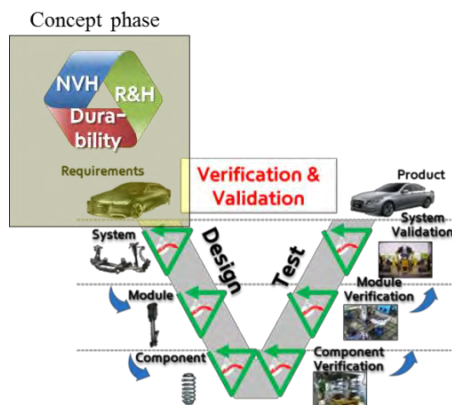 Concept phase
NVH
R&H
Dura-
bility
Requirements
Verification &
Validation
Product
System
Validation
System
Design
Test
Module
Module
Verification
Component
Component
Verification